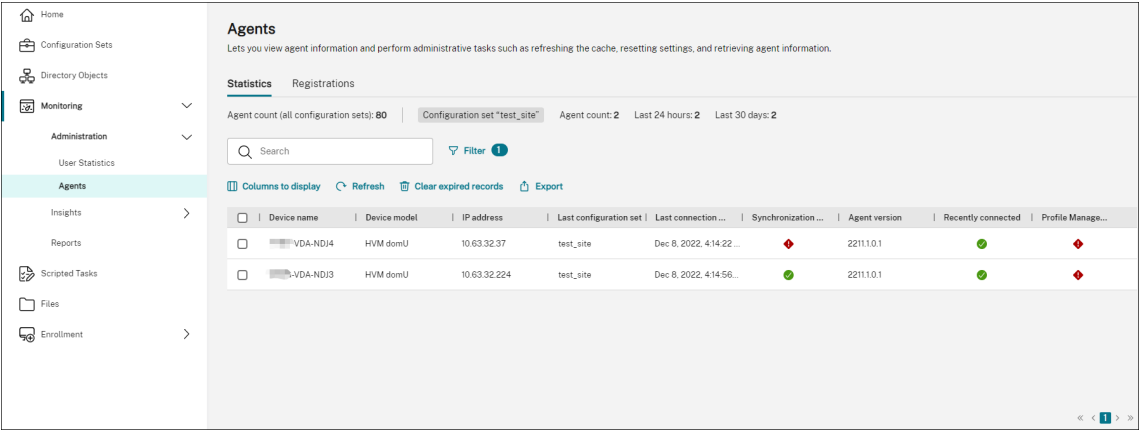 Home
Configuration Sets
Directory Objects
Monitoring
Administration
User Statistics
Agents
Insights
Reports
Scripted Tasks
Files
Enrollment
Agents
Lets you view agent information and perform administrative tasks such as refreshing the cache, resetting settings, and retrieving agent information.
Statistics Registrations
Agent count (all configuration sets): 80 Configuration set "test_site" Agent count: 2 Last 24 hours: 2 Last 30 days: 2
Search Filter 1
Columns to display Refresh Clear expired records Export
Device name Device model IP address Last configuration set Last connection ... Synchronization ... Agent version Recently connected Profile Manage...
-VDA-NDJ4 HVM domU 10.63.32.37 test_site Dec 8, 2022, 4:14:22 ... 2211.1.0.1
-VDA-NDJ3 HVM domU 10.63.32.224 test_site Dec 8, 2022, 4:14:56... 2211.1.0.1
« < 1 > »